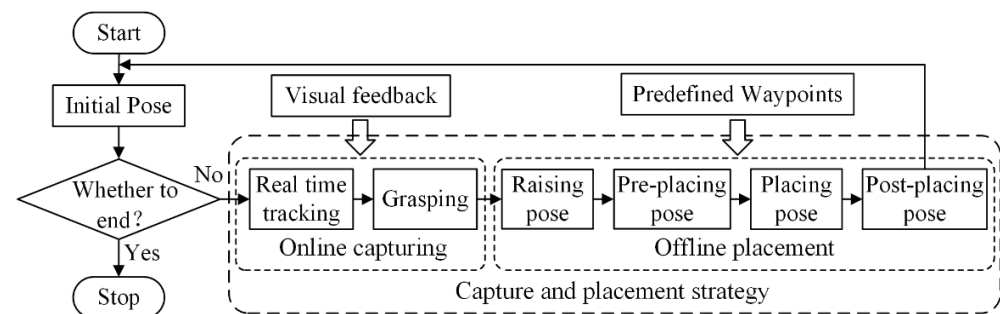 Start
Initial Pose
Visual feedback
Predefined Waypoints
Whether to
end?
No
Yes
Stop
Real time
tracking
Grasping
Online capturing
Raising
pose
Pre-placing
pose
Placing
pose
Post-placing
pose
Offline placement
Capture and placement strategy